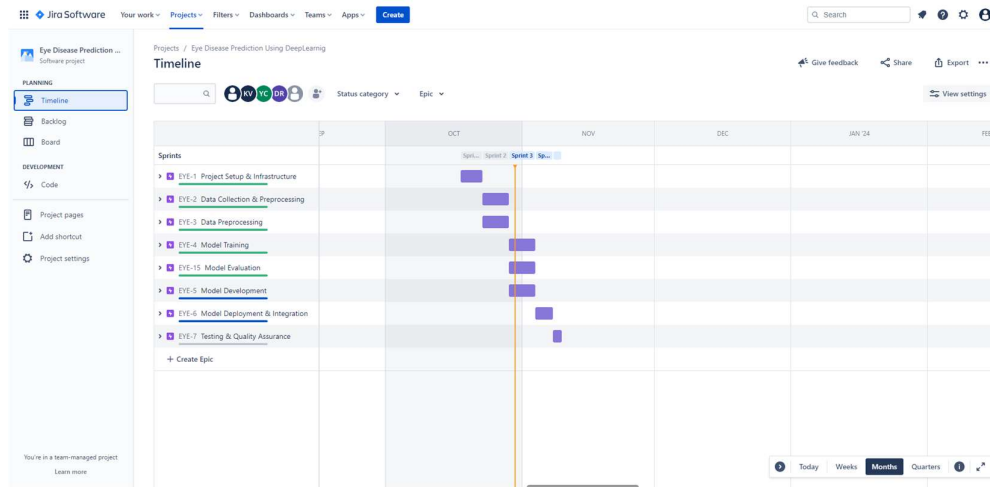 Jira Software Your work Projects Filters Dashboards Teams Apps Create Search
Eye Disease Prediction ...
Software project
PLANNING
Timeline
Backlog
Board
DEVELOPMENT
Code
Project pages
Add shortcut
Project settings
You're in a team-managed project
Learn more
Projects / Eye Disease Prediction Using DeepLearnig
Timeline
Give feedback Share Export
KV YC DR Status category Epic View settings
OCT NOV DEC JAN '24 FEB
Sprints Spri... Sprint 2 Sprint 3 Sp...
EYE-1 Project Setup & Infrastructure
EYE-2 Data Collection & Preprocessing
EYE-3 Data Preprocessing
EYE-4 Model Training
EYE-15 Model Evaluation
EYE-5 Model Development
EYE-6 Model Deployment & Integration
EYE-7 Testing & Quality Assurance
+ Create Epic
Today Weeks Months Quarters